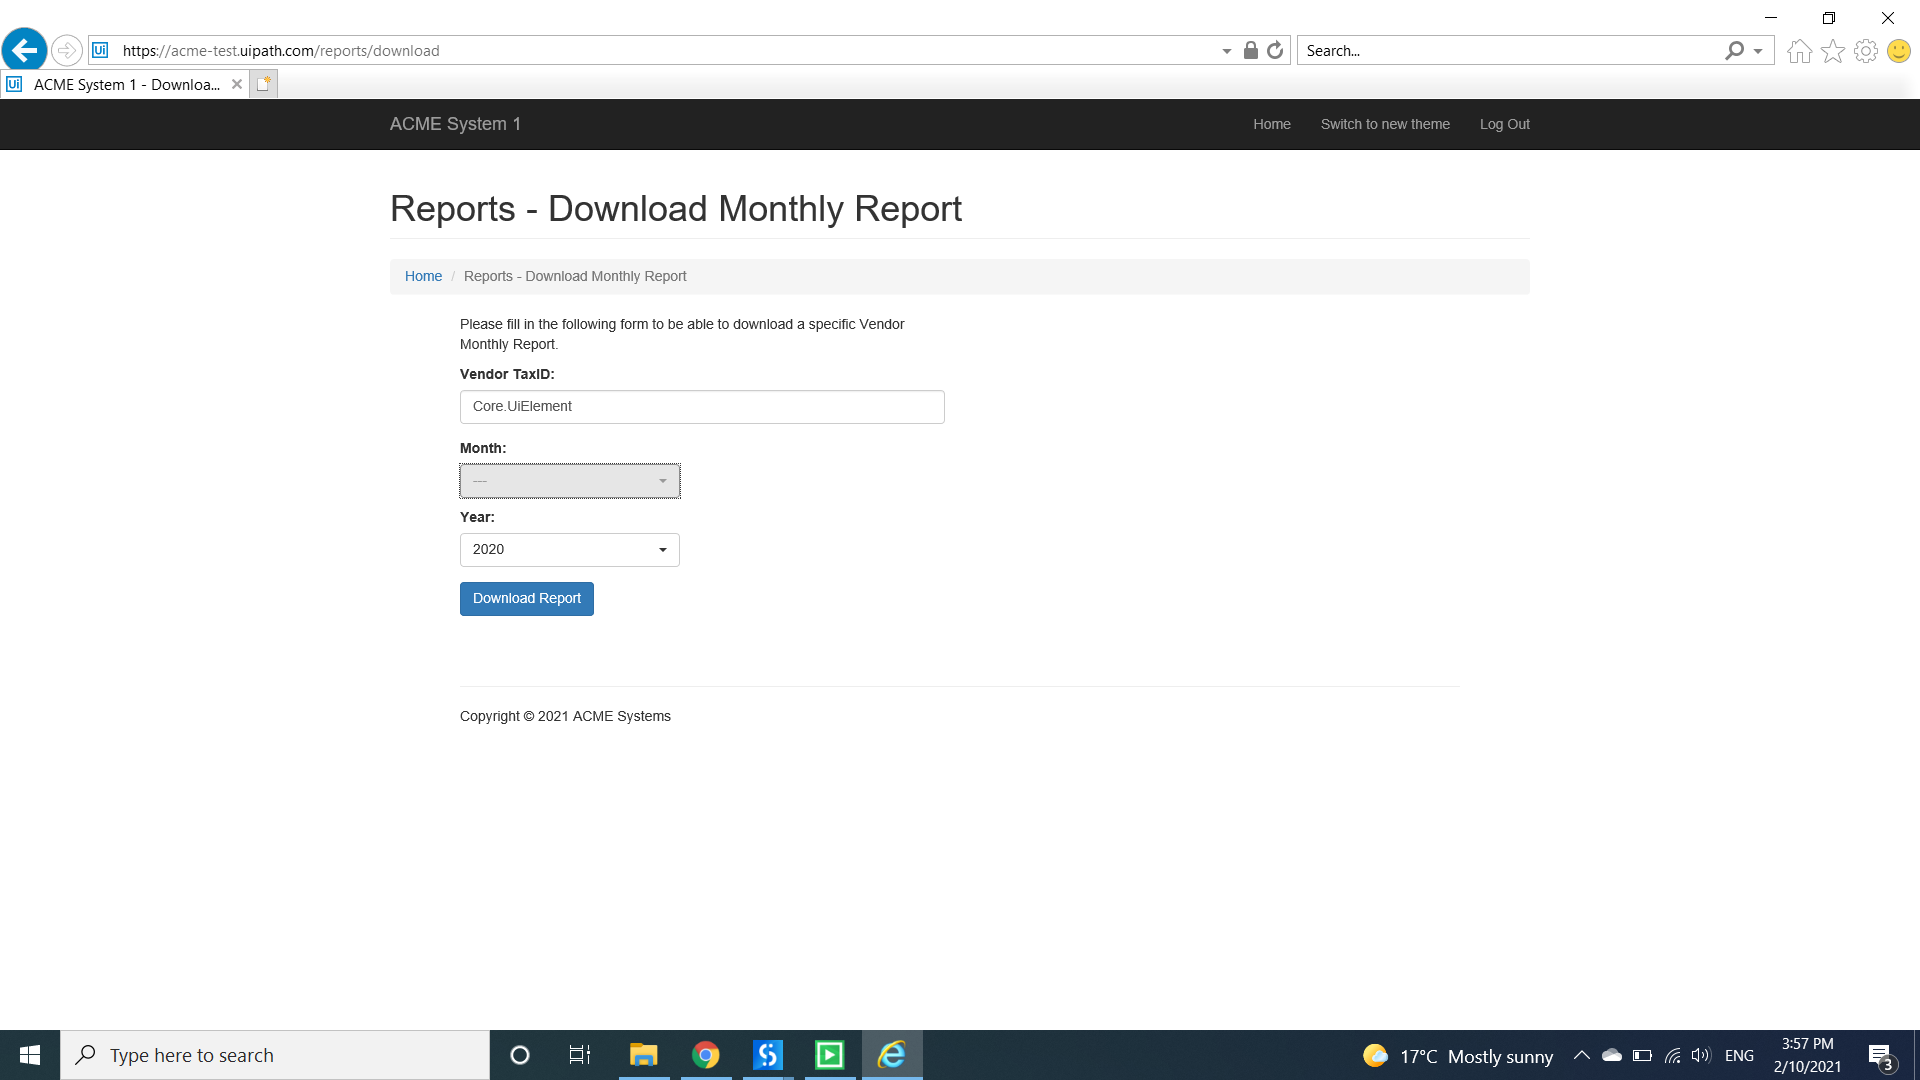 https://acme-test.uipath.com/reports/download
Search...
ACME System 1 - Downloa...
ACME System 1
Home
Switch to new theme
Log Out
Reports - Download Monthly Report
Home / Reports - Download Monthly Report
Please fill in the following form to be able to download a specific Vendor
Monthly Report.
Vendor TaxID:
Core.UiElement
Month:
---
Year:
2020
Download Report
Copyright © 2021 ACME Systems
Type here to search
17°C Mostly sunny
ENG
3:57 PM
2/10/2021
3